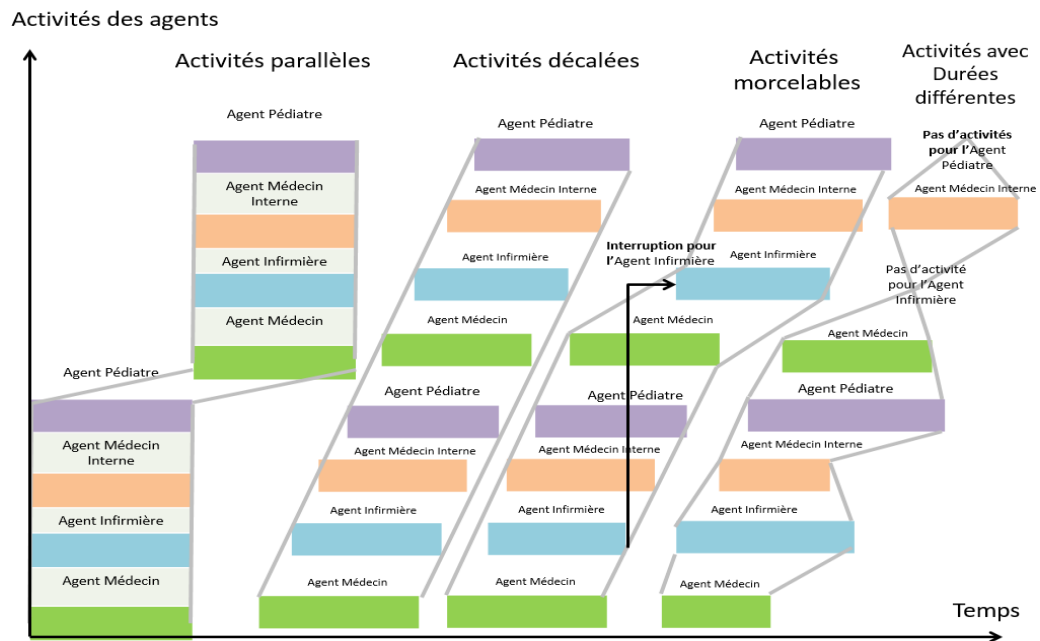 Activités des agents
Activités parallèles
Activités décalées
Activités
morcelables
Activités avec
Durées
différentes
Agent Pédiatre
Agent Médecin
Interne
Agent Infirmière
Agent Médecin
Agent Pédiatre
Agent Médecin
Interne
Agent Infirmière
Agent Médecin
Agent Pédiatre
Agent Médecin Interne
Agent Infirmière
Agent Médecin
Agent Pédiatre
Agent Médecin Interne
Agent Infirmière
Agent Médecin
Agent Pédiatre
Agent Médecin Interne
Interruption pour
l'Agent Infirmière
Agent Infirmière
Agent Médecin
Agent Pédiatre
Agent Médecin Interne
Agent Infirmière
Agent Médecin
Pas d'activités
pour l'Agent
Pédiatre
Agent Médecin Interne
Pas d'activité
pour l'Agent
Infirmière
Agent Médecin
Agent Pédiatre
Agent Médecin Interne
Agent Infirmière
Agent Médecin
Temps